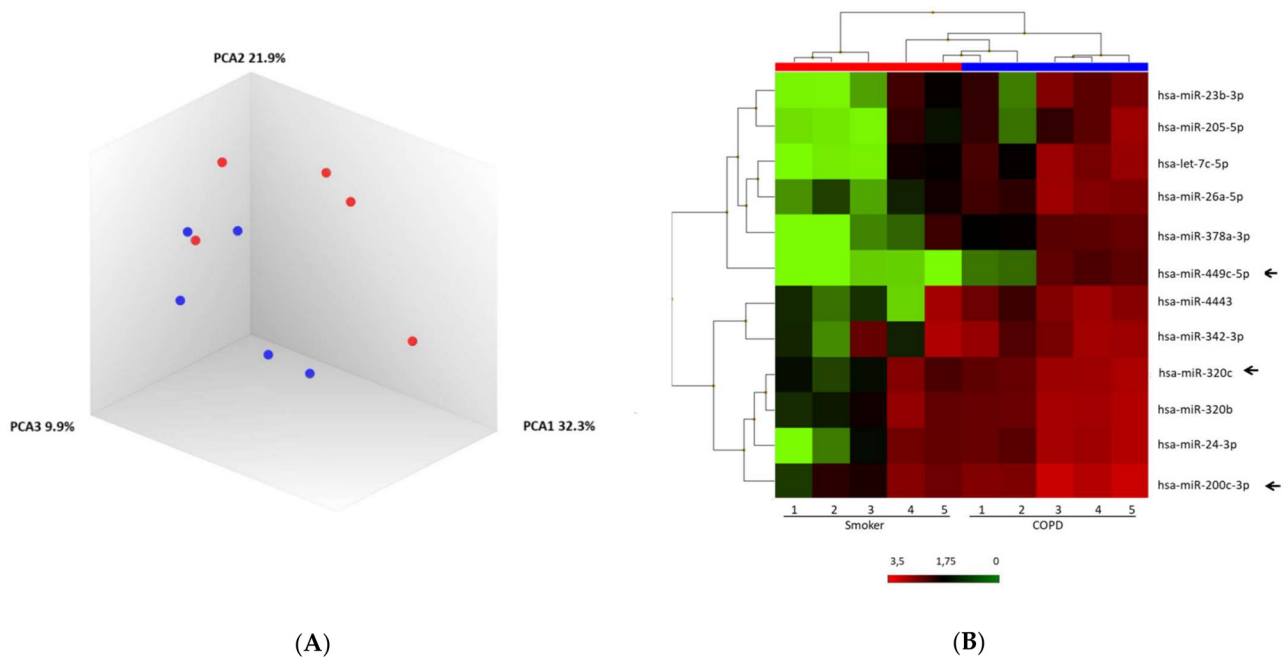 PCA2 21.9%
PCA3 9.9%
PCA1 32.3%
(A)
hsa-miR-23b-3p
hsa-miR-205-5p
hsa-let-7c-5p
hsa-miR-26a-5p
hsa-miR-378a-3p
hsa-miR-449c-5p
hsa-miR-4443
hsa-miR-342-3p
hsa-miR-320c
hsa-miR-320b
hsa-miR-24-3p
hsa-miR-200c-3p
1 2 3 4 5 1 2 3 4 5
Smoker COPD
3,5 1,75 0
(B)